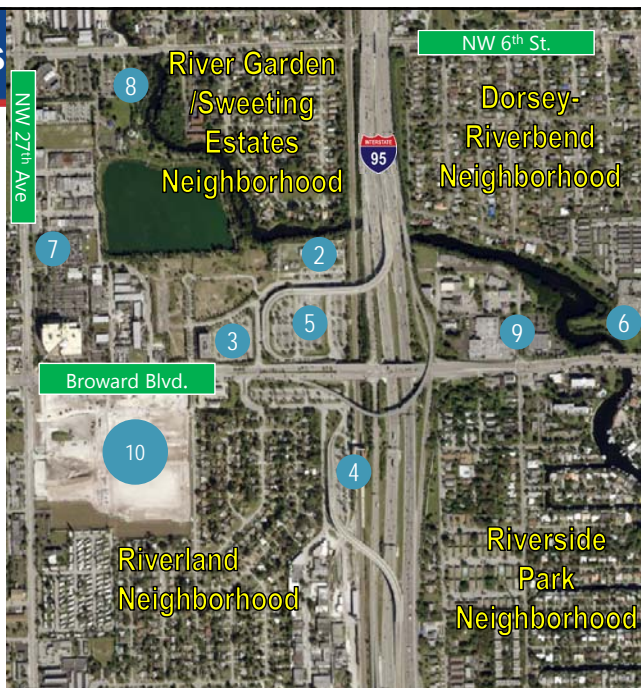 S
NW 6th St.
River Garden
/Sweeting
Estates
Neighborhood
Dorsey-
Riverbend
Neighborhood
NW 27th Ave
INTERSTATE
95
8
7
2
3
5
9
6
Broward Blvd.
10
4
Riverland
Neighborhood
Riverside
Park
Neighborhood